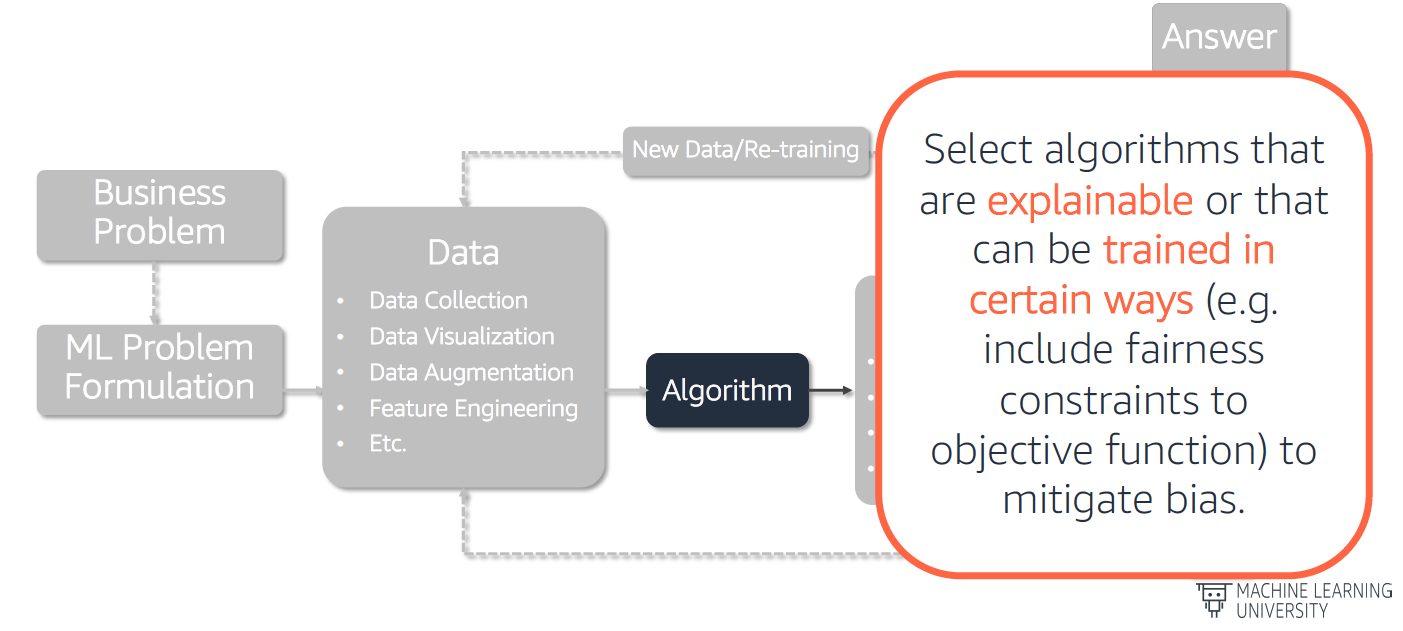 Answer
New Data/Re-training
Business
Problem
ML Problem
Formulation
Data
• Data Collection
• Data Visualization
• Data Augmentation
• Feature Engineering
• Etc.
Algorithm
Select algorithms that
are explainable or that
can be trained in
certain ways (e.g.
include fairness
constraints to
objective function) to
mitigate bias.
MACHINE LEARNING
UNIVERSITY